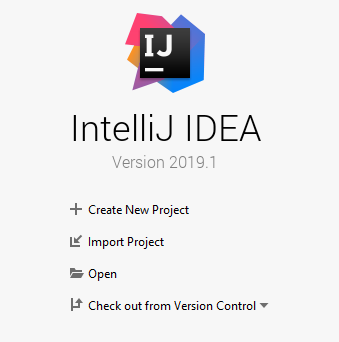 IJ
IntelliJ IDEA
Version 2019.1
Create New Project
Import Project
Open
Check out from Version Control